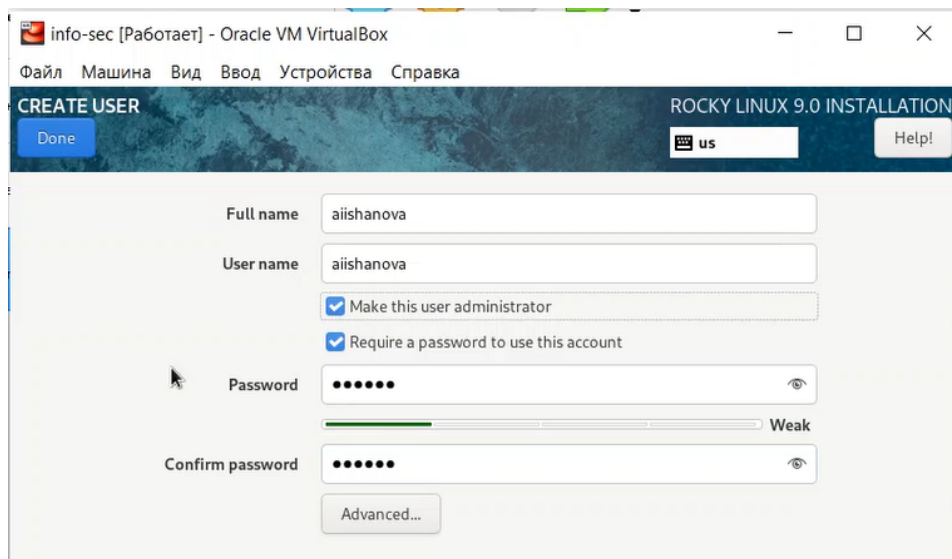 info-sec [Работает] - Oracle VM VirtualBox
Файл Машина Вид Ввод Устройства Справка
CREATE USER
ROCKY LINUX 9.0 INSTALLATION
Done
us
Help!
Full name
aiishanova
User name
aiishanova
Make this user administrator
Require a password to use this account
Password
••••••
Weak
Confirm password
••••••
Advanced...